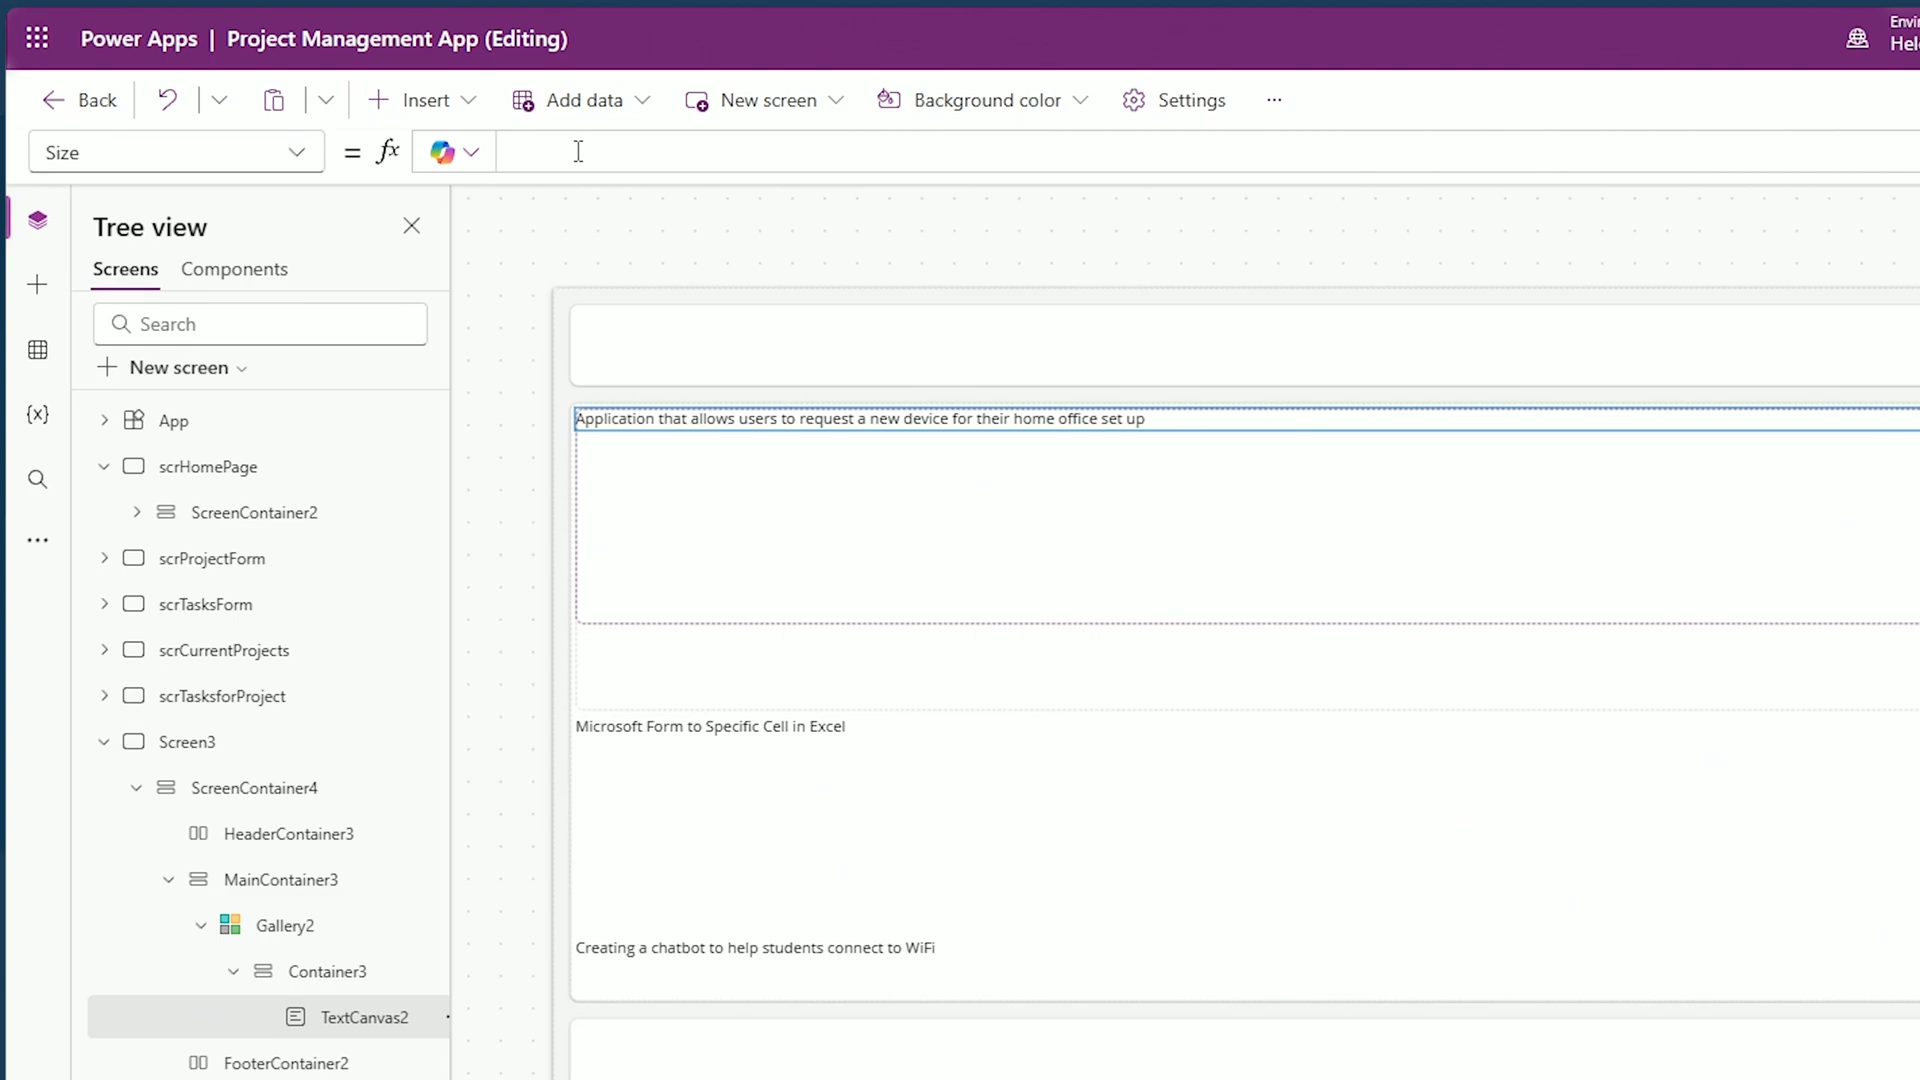 Power Apps | Project Management App (Editing)
Envir
Hele
Back
Insert
Add data
New screen
Background color
Settings
Size
= fx
Tree view
Screens
Components
Search
New screen
App
scrHomePage
ScreenContainer2
scrProjectForm
scrTasksForm
scrCurrentProjects
scrTasksforProject
Screen3
ScreenContainer4
HeaderContainer3
MainContainer3
Gallery2
Container3
TextCanvas2
FooterContainer2
Application that allows users to request a new device for their home office set up
Microsoft Form to Specific Cell in Excel
Creating a chatbot to help students connect to WiFi